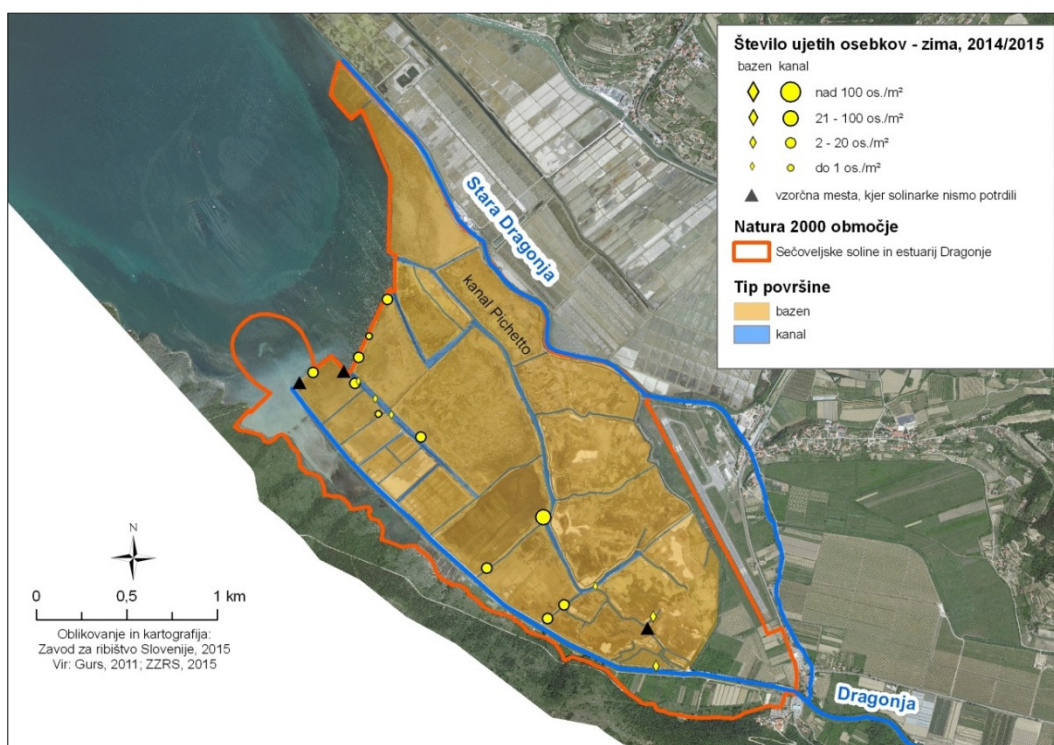 Število ujetih osebkov - zima, 2014/2015
bazen kanal
nad 100 os./m²
21 - 100 os./m²
2 - 20 os./m²
do 1 os./m²
vzorčna mesta, kjer solinarke nismo potrdili
Natura 2000 območje
Sečoveljske soline in estuarij Dragonje
Tip površine
bazen
kanal
Stara Dragonja
kanal Pichetto
Dragonja
N
0 0,5 1 km
Oblikovanje in kartografija:
Zavod za ribištvo Slovenije, 2015
Vir: Gurs, 2011; ZZRS, 2015